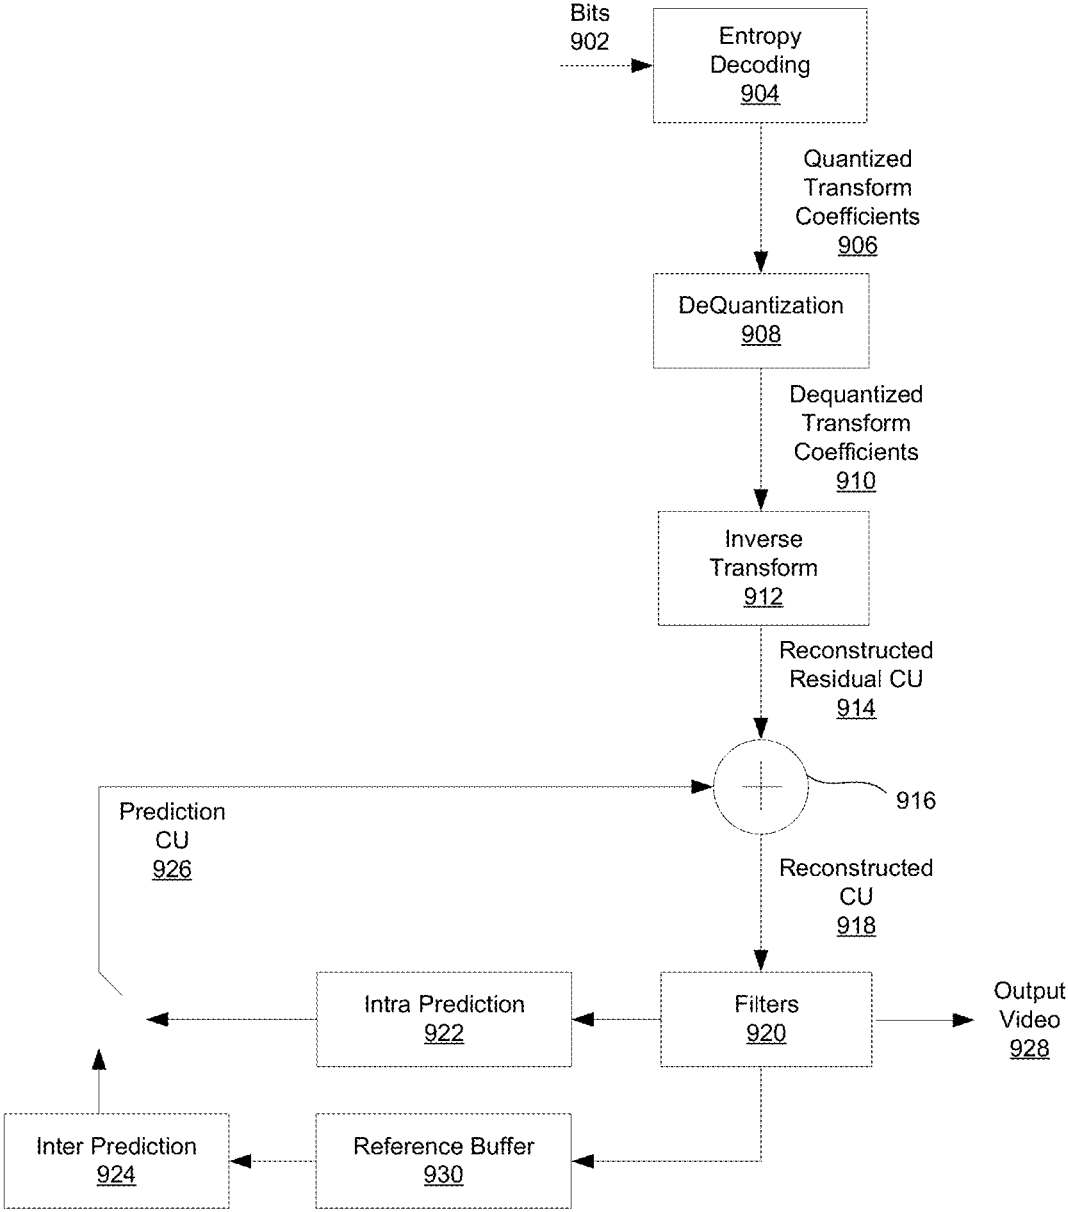 Bits
902
Entropy
Decoding
904
Quantized
Transform
Coefficients
906
DeQuantization
908
Dequantized
Transform
Coefficients
910
Inverse
Transform
912
Reconstructed
Residual CU
914
916
Prediction
CU
926
Reconstructed
CU
918
Intra Prediction
922
Filters
920
Output
Video
928
Inter Prediction
924
Reference Buffer
930